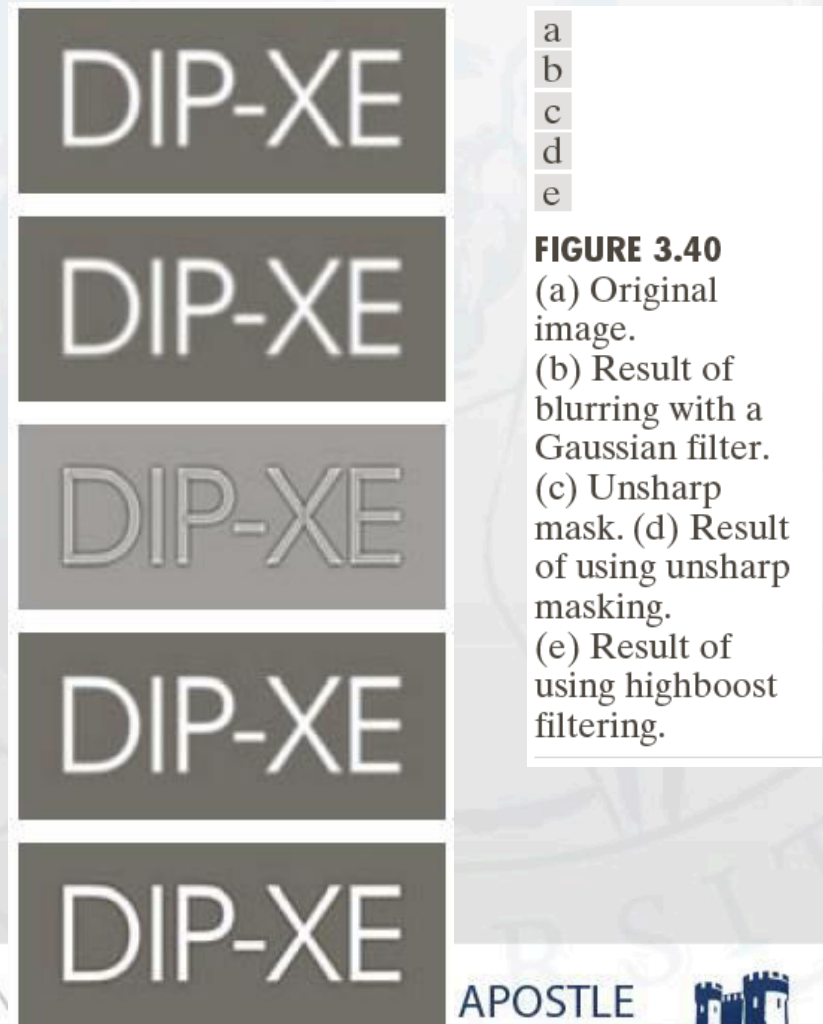 DIP-XE
DIP-XE
DIP-XE
DIP-XE
DIP-XE
a
b
c
d
e
FIGURE 3.40
(a) Original
image.
(b) Result of
blurring with a
Gaussian filter.
(c) Unsharp
mask. (d) Result
of using unsharp
masking.
(e) Result of
using highboost
filtering.
R S I T
APOSTLE